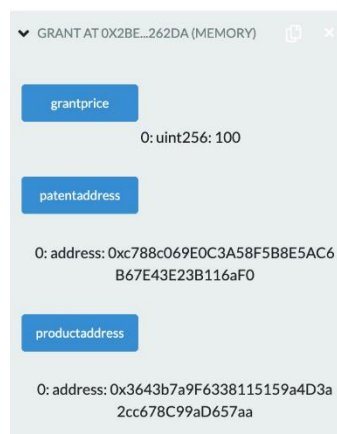 GRANT AT 0X2BE...262DA (MEMORY)
grantprice
0: uint256: 100
patentaddress
0: address: 0xc788c069E0C3A58F5B8E5AC6
B67E43E23B116aF0
productaddress
0: address: 0x3643b7a9F6338115159a4D3a
2cc678C99aD657aa